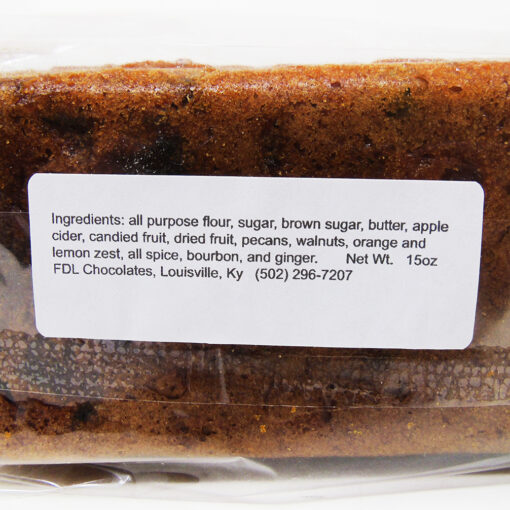 Ingredients: all purpose flour, sugar, brown sugar, butter, apple
cider, candied fruit, dried fruit, pecans, walnuts, orange and
lemon zest, all spice, bourbon, and ginger. Net Wt. 15oz
FDL Chocolates, Louisville, Ky (502) 296-7207